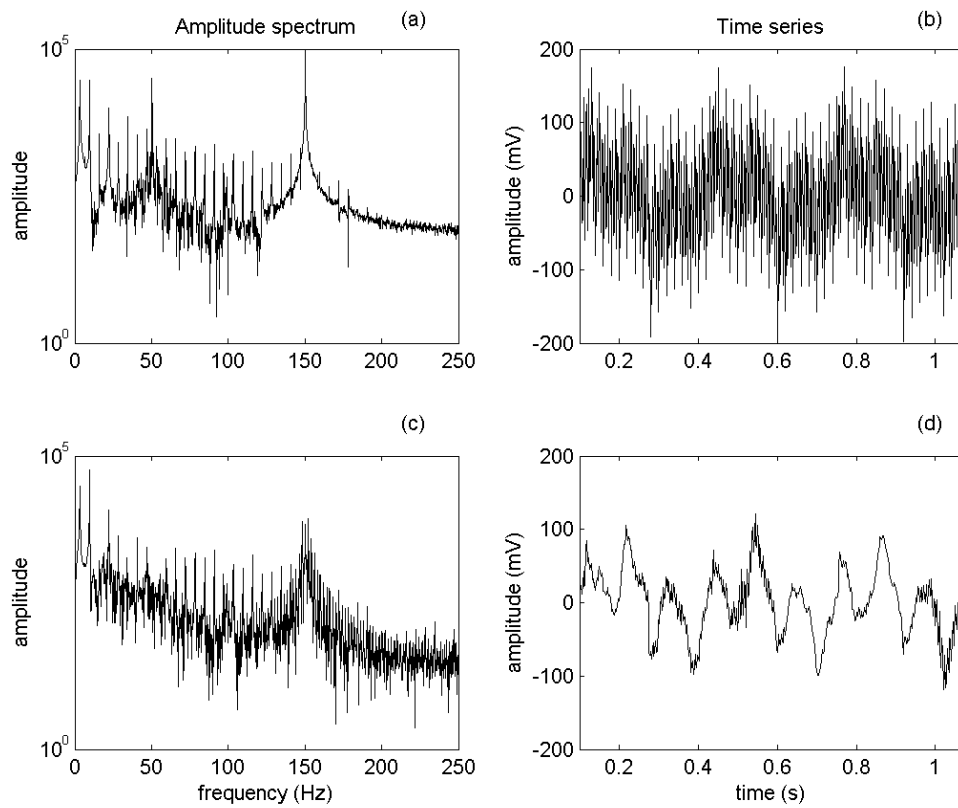 Amplitude spectrum
(a)
10^5
amplitude
10^0
0 50 100 150 200 250
Time series
(b)
200
100
0
-100
-200
amplitude (mV)
0.2 0.4 0.6 0.8 1
(c)
10^5
amplitude
10^0
0 50 100 150 200 250
frequency (Hz)
(d)
200
100
0
-100
-200
amplitude (mV)
0.2 0.4 0.6 0.8 1
time (s)